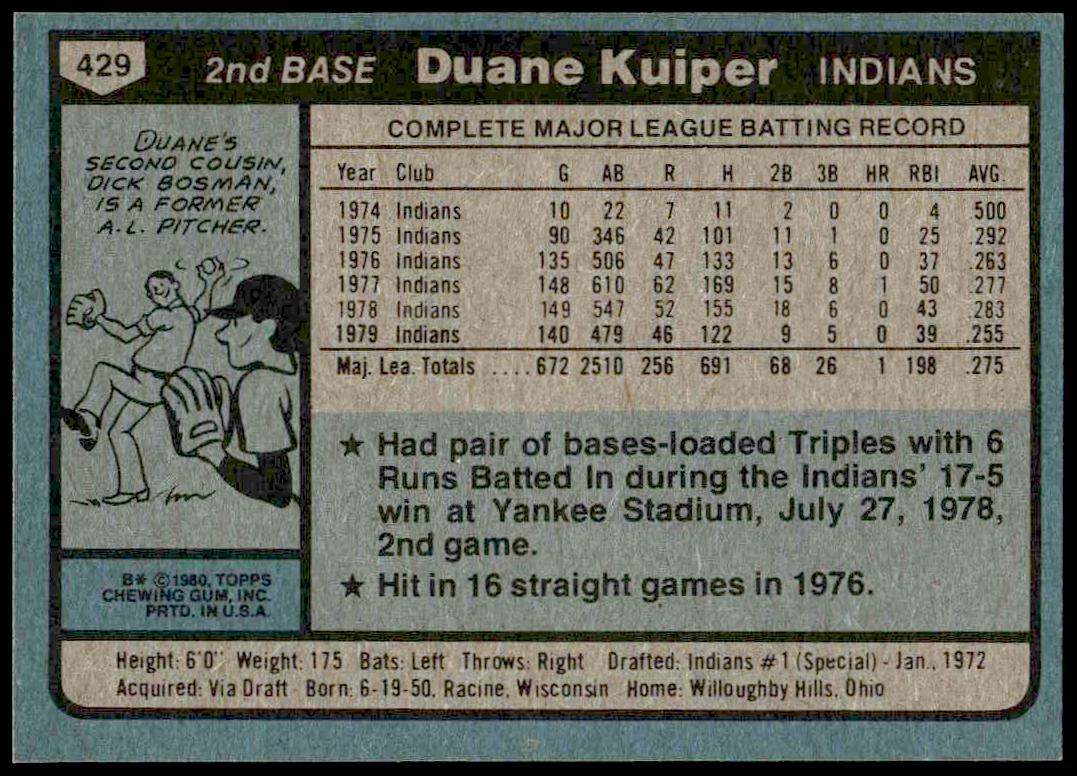 429 2nd BASE Duane Kuiper INDIANS
DUANE'S
SECOND COUSIN,
DICK BOSMAN,
IS A FORMER
A.L. PITCHER.
COMPLETE MAJOR LEAGUE BATTING RECORD
Year Club G AB R H 2B 3B HR RBI AVG.
1974 Indians 10 22 7 11 2 0 0 4 .500
1975 Indians 90 346 42 101 11 1 0 25 .292
1976 Indians 135 506 47 133 13 6 0 37 .263
1977 Indians 148 610 62 169 15 8 1 50 .277
1978 Indians 149 547 52 155 18 6 0 43 .283
1979 Indians 140 479 46 122 9 5 0 39 .255
Maj. Lea. Totals ....672 2510 256 691 68 26 1 198 .275
★ Had pair of bases-loaded Triples with 6
Runs Batted In during the Indians' 17-5
win at Yankee Stadium, July 27, 1978,
2nd game.
★ Hit in 16 straight games in 1976.
B* ©1980, TOPPS
CHEWING GUM, INC.
PRTD. IN U.S.A.
Height: 6'0" Weight: 175 Bats: Left Throws: Right Drafted: Indians #1 (Special) - Jan., 1972
Acquired: Via Draft Born: 6-19-50, Racine, Wisconsin Home: Willoughby Hills, Ohio